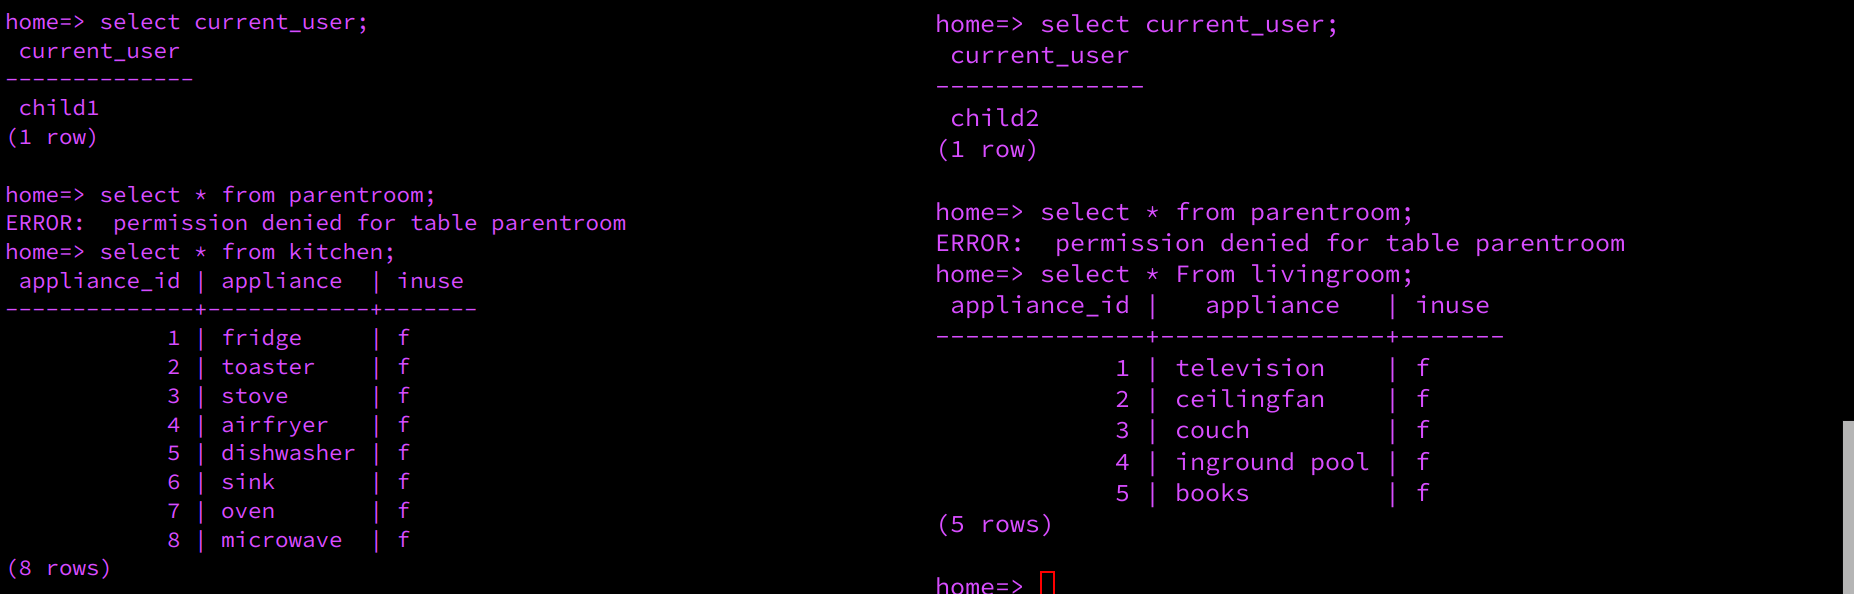 home=> select current_user;
 current_user
--------------
 child1
(1 row)

home=> select * from parentroom;
ERROR:  permission denied for table parentroom
home=> select * from kitchen;
 appliance_id | appliance  | inuse
--------------+------------+-------
            1 | fridge     | f
            2 | toaster    | f
            3 | stove      | f
            4 | airfryer   | f
            5 | dishwasher | f
            6 | sink       | f
            7 | oven       | f
            8 | microwave  | f
(8 rows)

home=> select current_user;
 current_user
--------------
 child2
(1 row)

home=> select * from parentroom;
ERROR:  permission denied for table parentroom
home=> select * From livingroom;
 appliance_id |   appliance   | inuse
--------------+---------------+-------
            1 | television    | f
            2 | ceilingfan    | f
            3 | couch         | f
            4 | inground pool | f
            5 | books         | f
(5 rows)

home=>